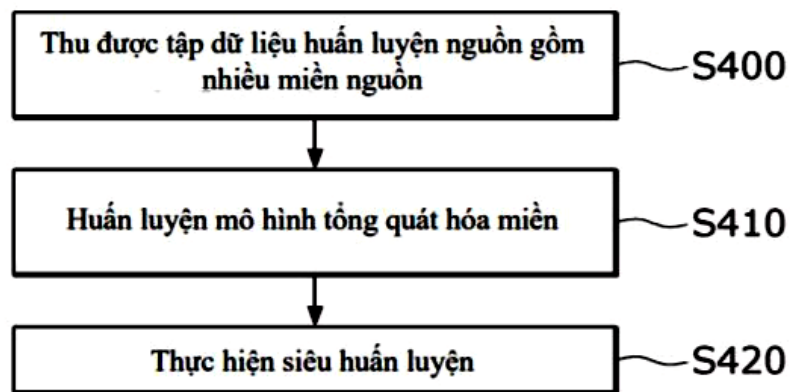 Thu được tập dữ liệu huấn luyện nguồn gồm
nhiều miền nguồn
S400
Huấn luyện mô hình tổng quát hóa miền
S410
Thực hiện siêu huấn luyện
S420